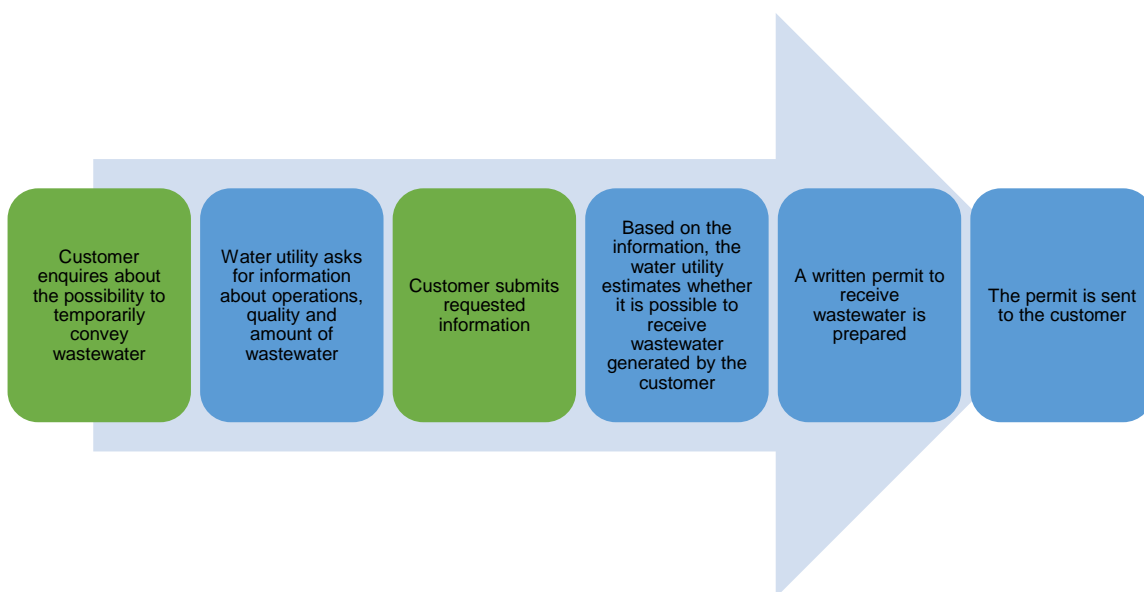 Customer
enquires about
the possibility to
temporarily
convey
wastewater
Water utility asks
for information
about operations,
quality and
amount of
wastewater
Customer submits
requested
information
Based on the
information, the
water utility
estimates whether
it is possible to
receive
wastewater
generated by the
customer
A written permit to
receive
wastewater is
prepared
The permit is sent
to the customer